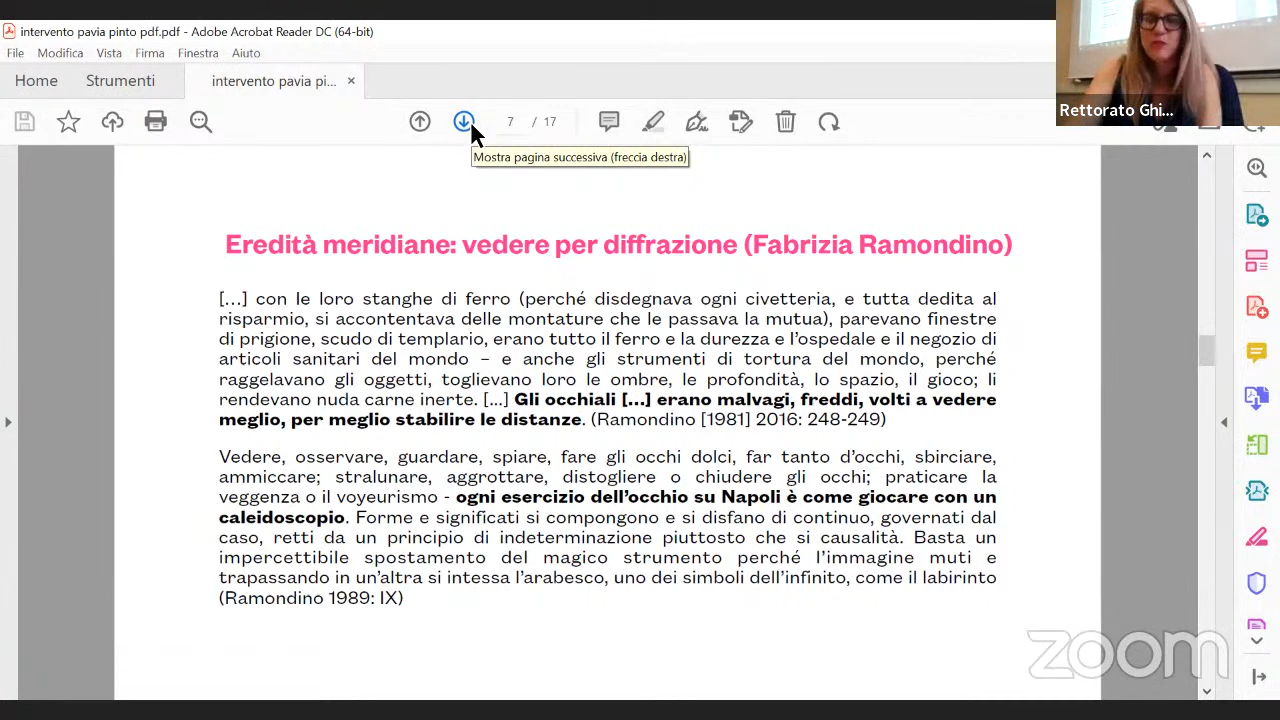 intervento pavia pinto pdf.pdf - Adobe Acrobat Reader DC (64-bit)
File Modifica Vista Firma Finestra Aiuto
Home Strumenti intervento pavia pi... ×
7 / 17
Rettorato Ghi...
Mostra pagina successiva (freccia destra)
Eredità meridiane: vedere per diffrazione (Fabrizia Ramondino)
[...] con le loro stanghe di ferro (perché disdegnava ogni civetteria, e tutta dedita al
risparmio, si accontentava delle montature che le passava la mutua), parevano finestre
di prigione, scudo di templario, erano tutto il ferro e la durezza e l’ospedale e il negozio di
articoli sanitari del mondo – e anche gli strumenti di tortura del mondo, perché
raggelavano gli oggetti, toglievano loro le ombre, le profondità, lo spazio, il gioco; li
rendevano nuda carne inerte. [...] Gli occhiali [...] erano malvagi, freddi, volti a vedere
meglio, per meglio stabilire le distanze. (Ramondino [1981] 2016: 248-249)
Vedere, osservare, guardare, spiare, fare gli occhi dolci, far tanto d’occhi, sbirciare,
ammiccare; stralunare, aggrottare, distogliere o chiudere gli occhi; praticare la
veggenza o il voyeurismo - ogni esercizio dell’occhio su Napoli è come giocare con un
caleidoscopio. Forme e significati si compongono e si disfano di continuo, governati dal
caso, retti da un principio di indeterminazione piuttosto che si causalità. Basta un
impercettibile spostamento del magico strumento perché l’immagine muti e
trapassando in un’altra si intessa l’arabesco, uno dei simboli dell’infinito, come il labirinto
(Ramondino 1989: IX)
zoom